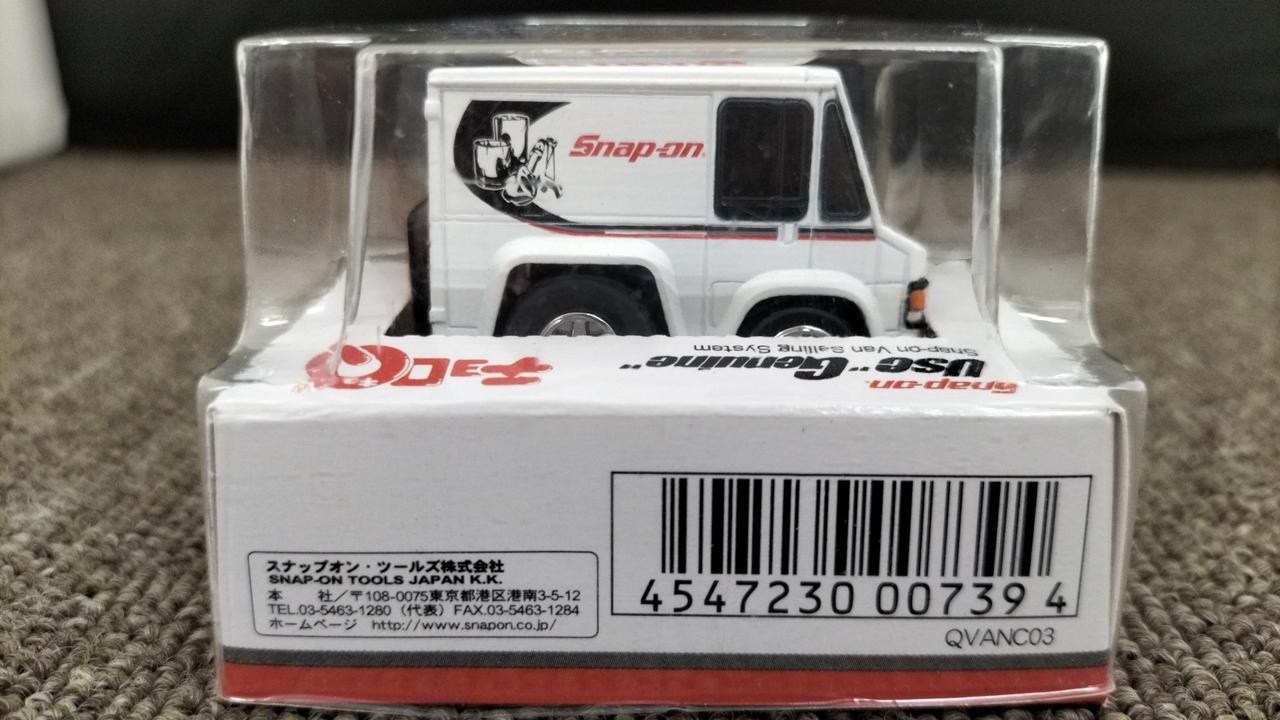 Snap-on
Snap-on
Use "Genuine"
Snap-on Van Selling System
チョロQ
スナップオン・ツールズ株式会社
SNAP-ON TOOLS JAPAN K.K.
本　　社／〒108-0075東京都港区港南3-5-12
TEL.03-5463-1280（代表）FAX.03-5463-1284
ホームページ　http://www.snapon.co.jp/
4547230 007394
QVANC03